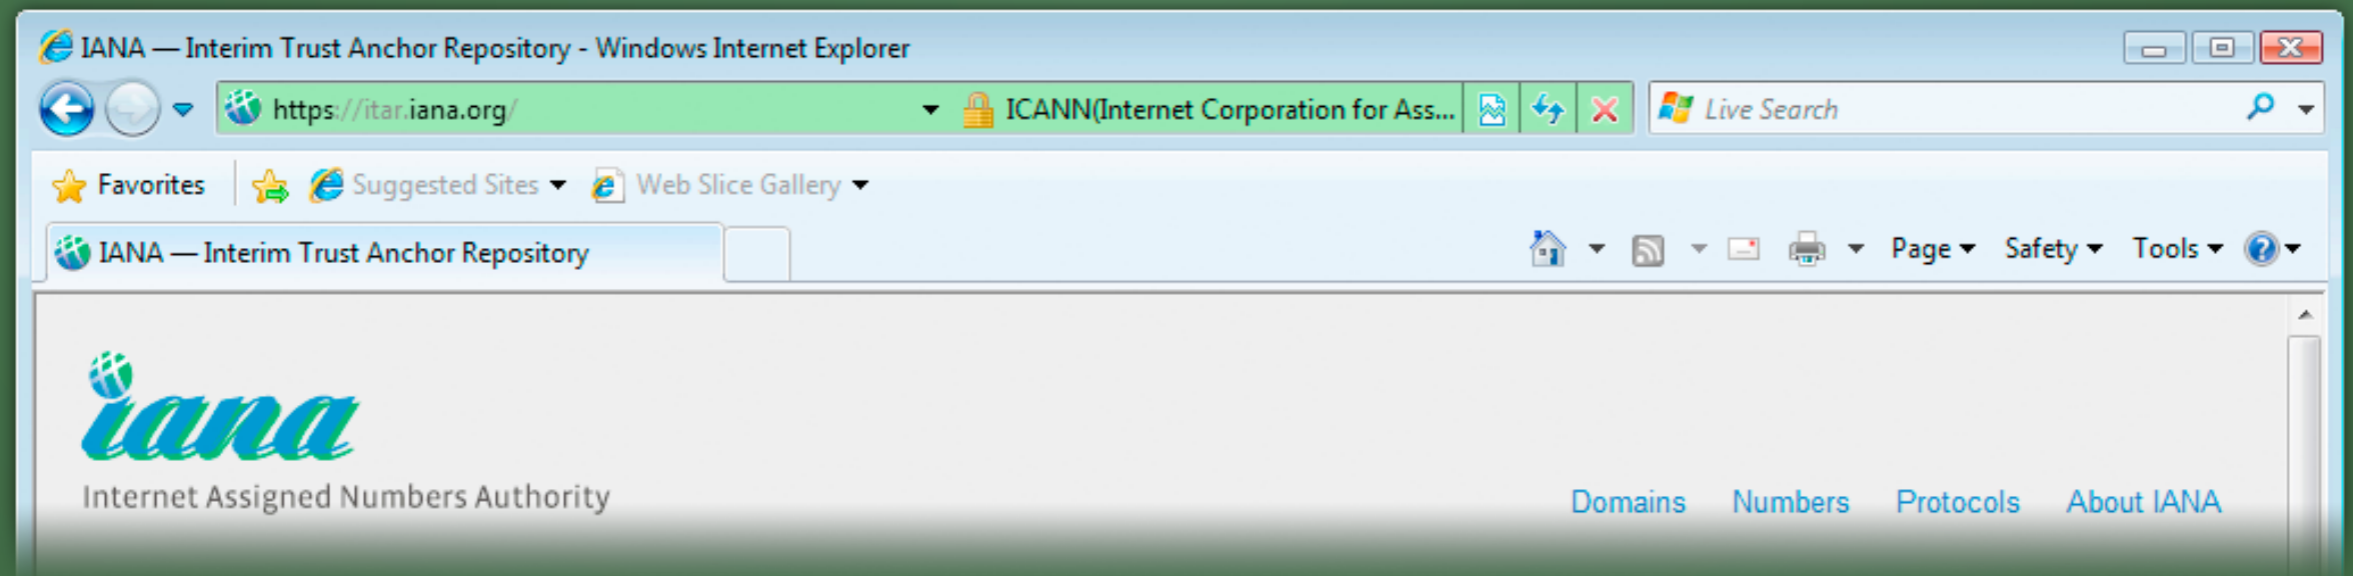 IANA — Interim Trust Anchor Repository - Windows Internet Explorer
https://itar.iana.org/ ICANN(Internet Corporation for Ass... Live Search
Favorites Suggested Sites Web Slice Gallery
IANA — Interim Trust Anchor Repository Page Safety Tools
iana
Internet Assigned Numbers Authority
Domains Numbers Protocols About IANA